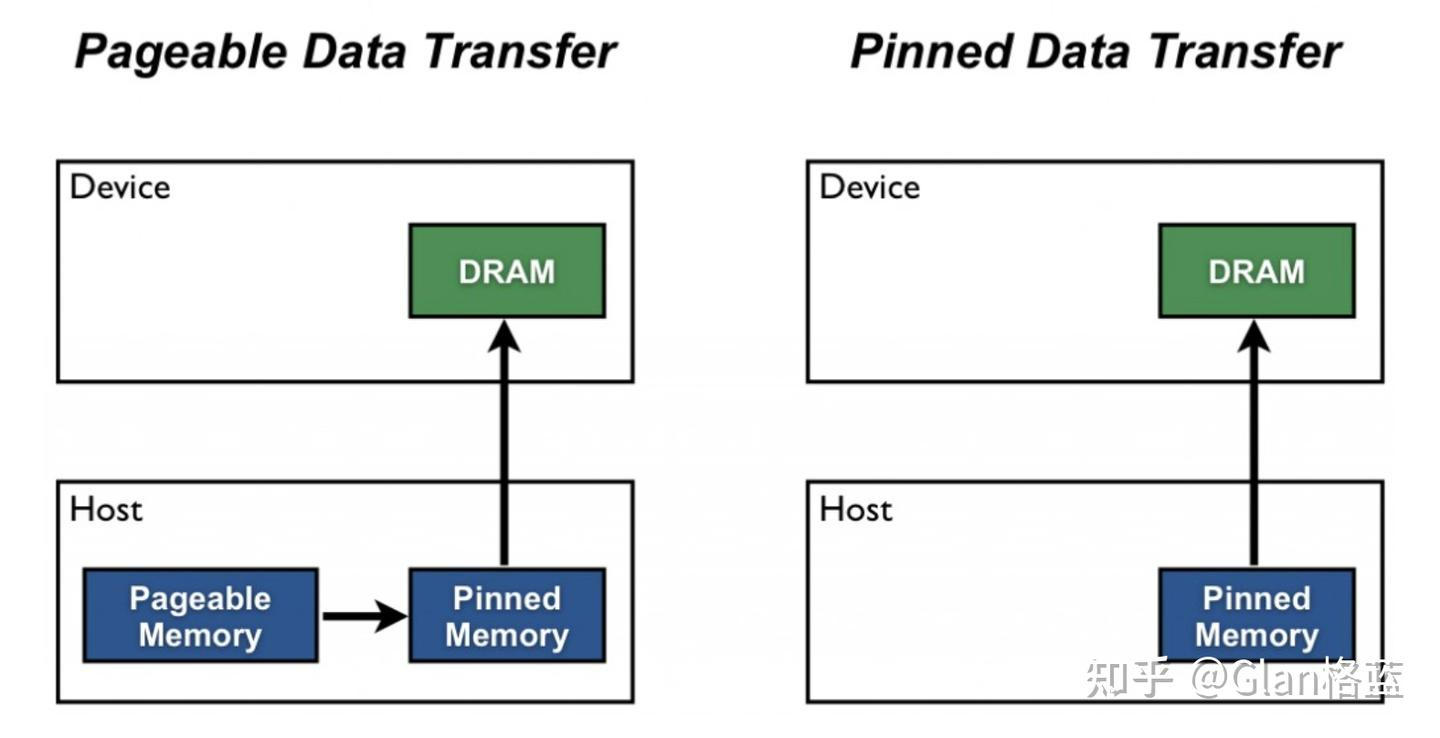 Pageable Data Transfer
Device
DRAM
Host
Pageable
Memory
Pinned
Memory
Pinned Data Transfer
Device
DRAM
Host
Pinned
Memory
知乎 @Glan格蓝